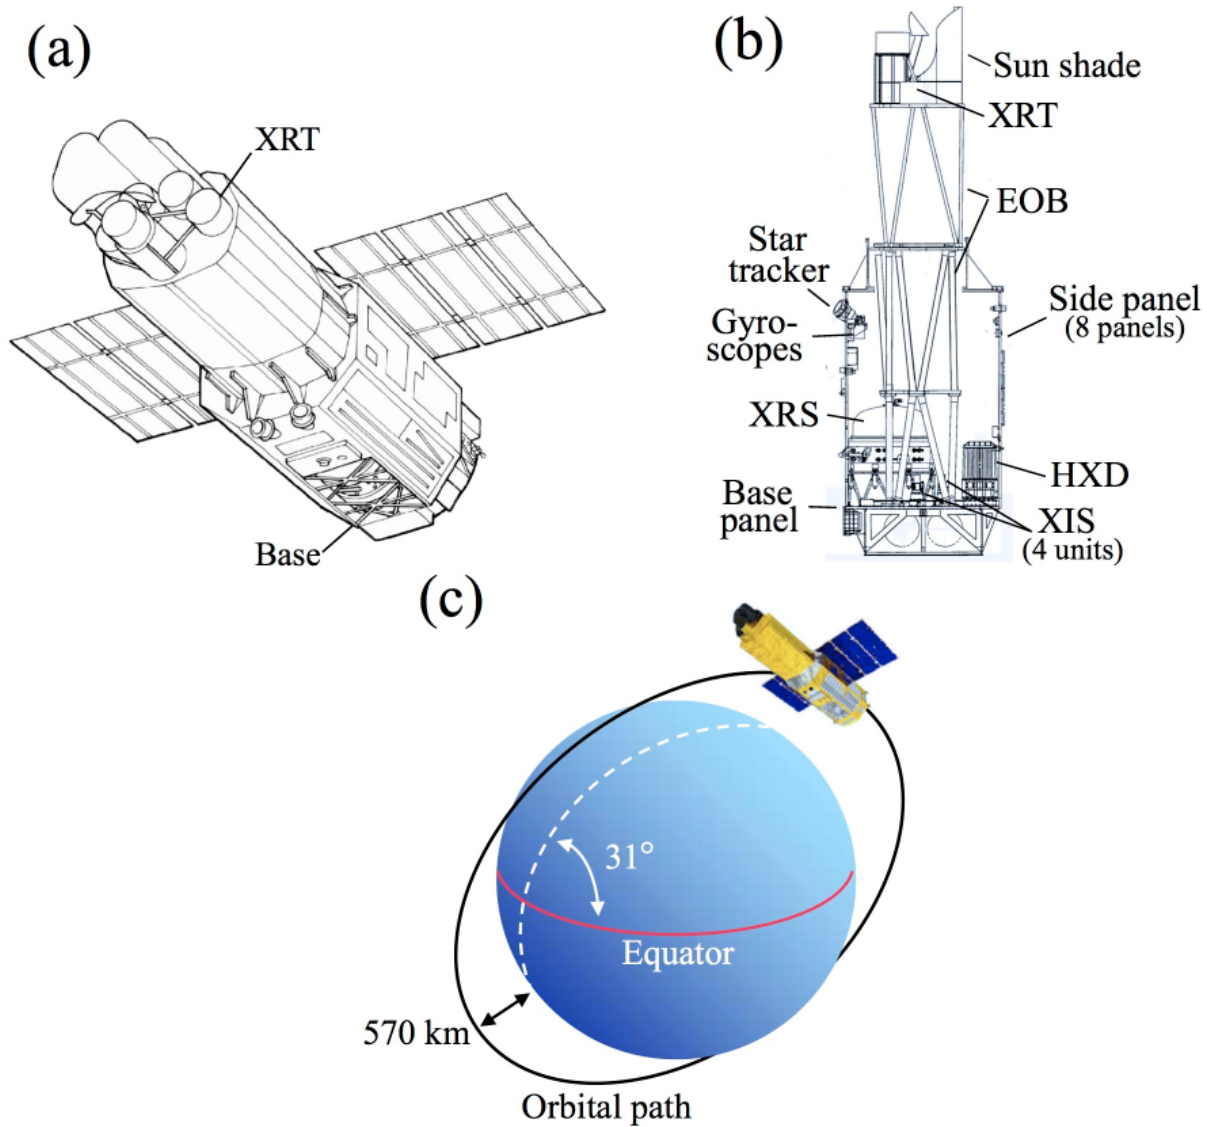 (a)
XRT
Base
(b)
Sun shade
XRT
EOB
Star
tracker
Gyro-
scopes
Side panel
(8 panels)
XRS
HXD
Base
panel
XIS
(4 units)
(c)
31°
Equator
570 km
Orbital path